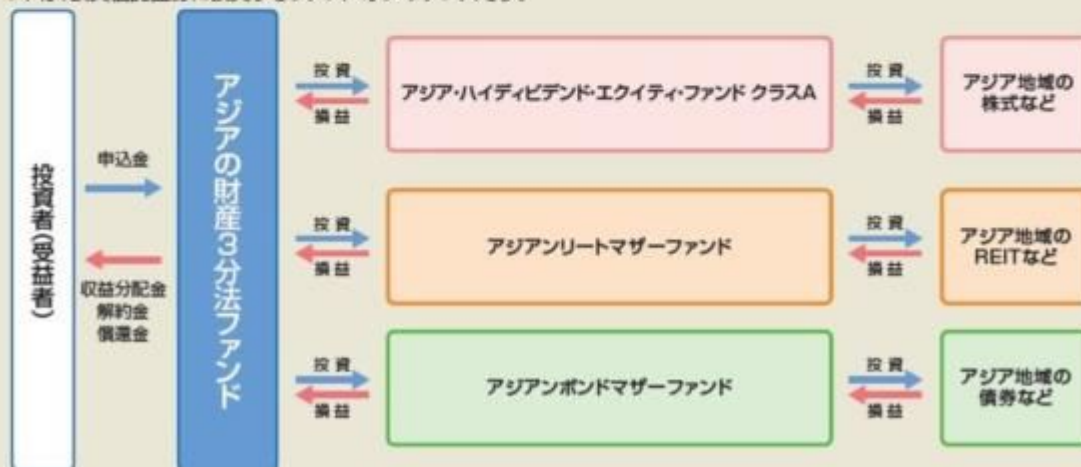 投資者(受益者)
申込金
収益分配金
解約金
償還金
アジアの財産3分法ファンド
投資
損益
アジア・ハイディビデンド・エクイティ・ファンド クラスA
投資
損益
アジア地域の
株式など
投資
損益
アジアンリートマザーファンド
投資
損益
アジア地域の
REITなど
投資
損益
アジアンボンドマザーファンド
投資
損益
アジア地域の
債券など